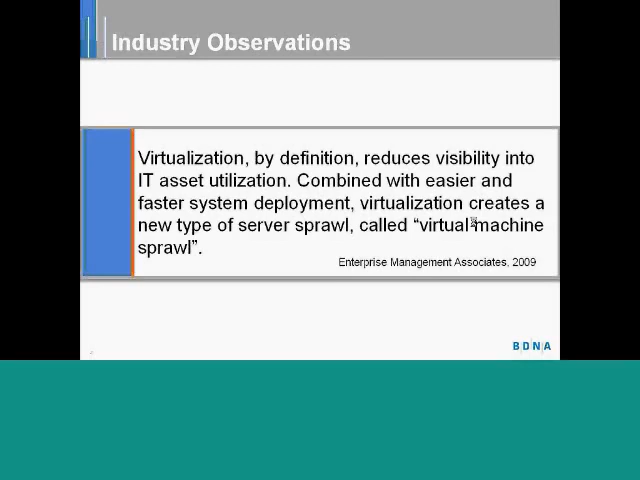 Industry Observations
Virtualization, by definition, reduces visibility into
IT asset utilization. Combined with easier and
faster system deployment, virtualization creates a
new type of server sprawl, called “virtual machine
sprawl”.
Enterprise Management Associates, 2009
BDNA